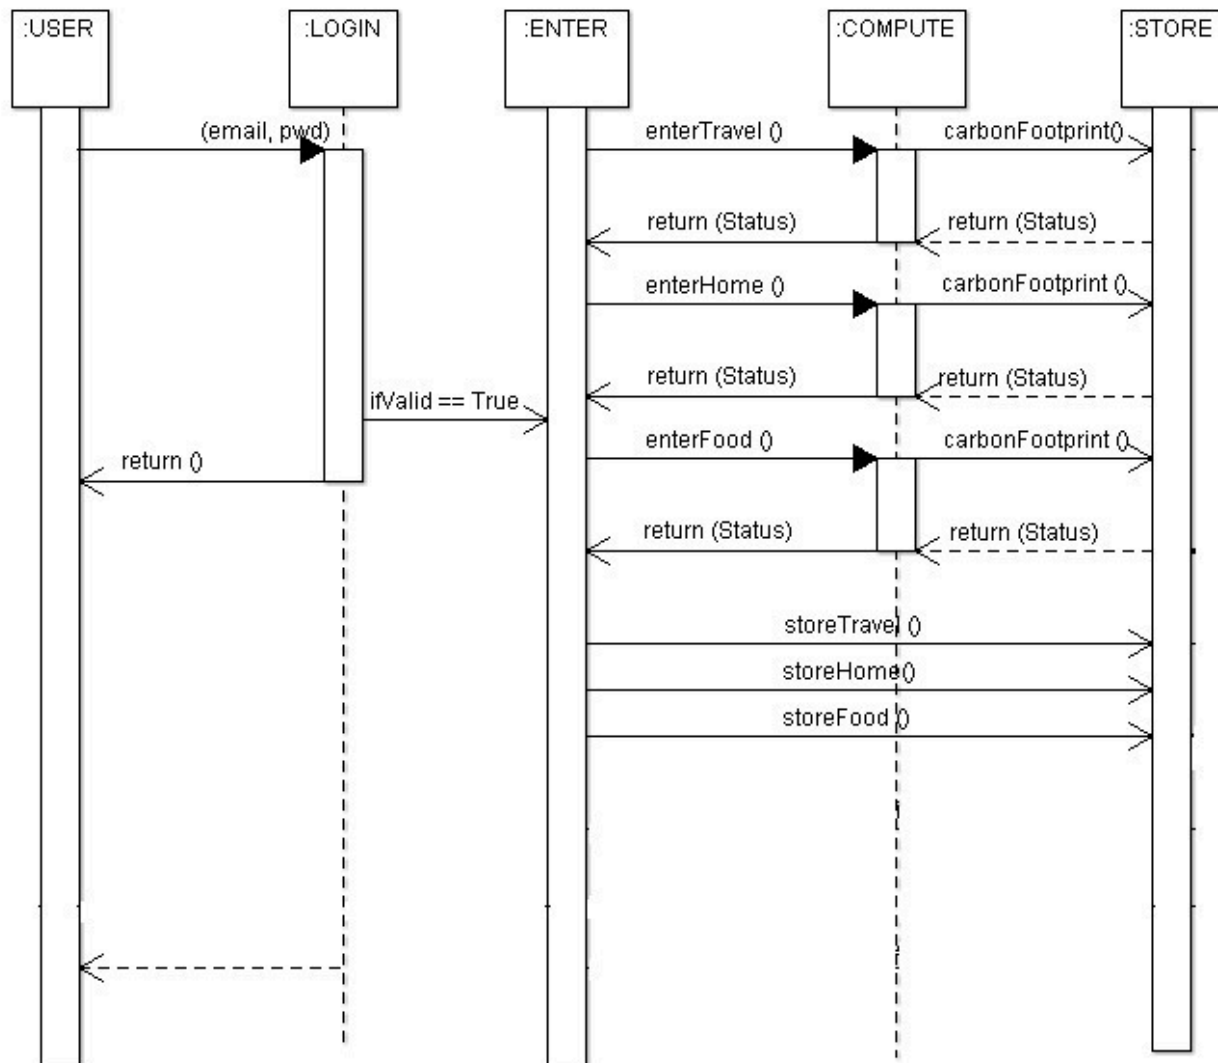 :USER
:LOGIN
:ENTER
:COMPUTE
:STORE
(email, pwd)
enterTravel ()
carbonFootprint()
return (Status)
return (Status)
enterHome ()
carbonFootprint ()
return (Status)
return (Status)
ifValid == True
enterFood ()
carbonFootprint ()
return ()
return (Status)
return (Status)
storeTravel ()
storeHome()
storeFood ()